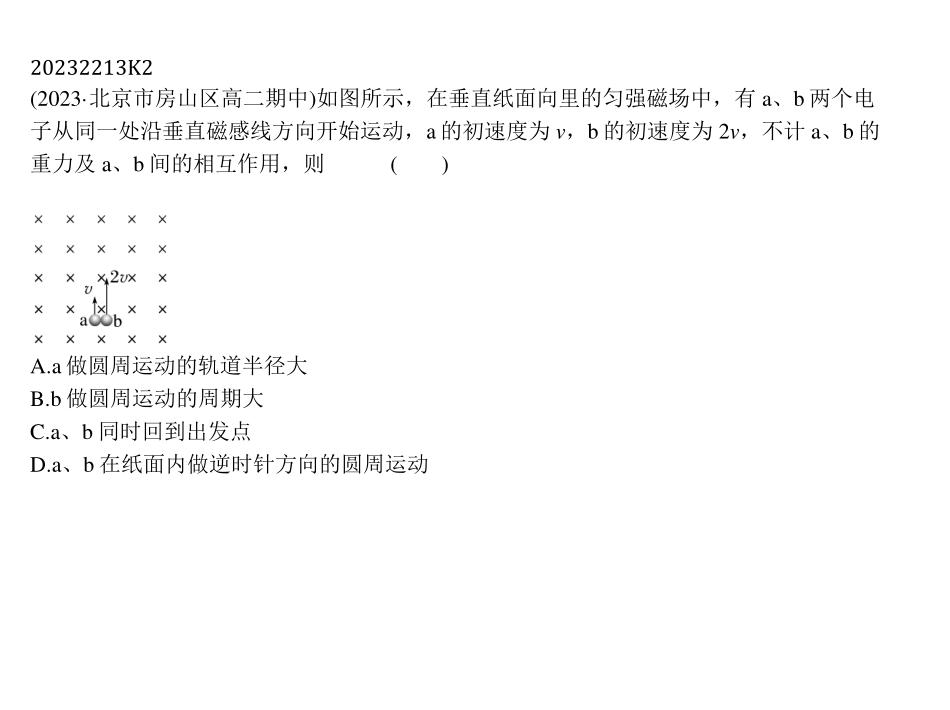 20232213K2
(2023·北京市房山区高二期中)如图所示，在垂直纸面向里的匀强磁场中，有 a、b 两个电
子从同一处沿垂直磁感线方向开始运动，a 的初速度为 v，b 的初速度为 2v，不计 a、b 的
重力及 a、b 间的相互作用，则　　　(　　)
× × × × ×
× × × × ×
× × × 2v × ×
v
× × × × ×
a b
× × × × ×
A.a 做圆周运动的轨道半径大
B.b 做圆周运动的周期大
C.a、b 同时回到出发点
D.a、b 在纸面内做逆时针方向的圆周运动